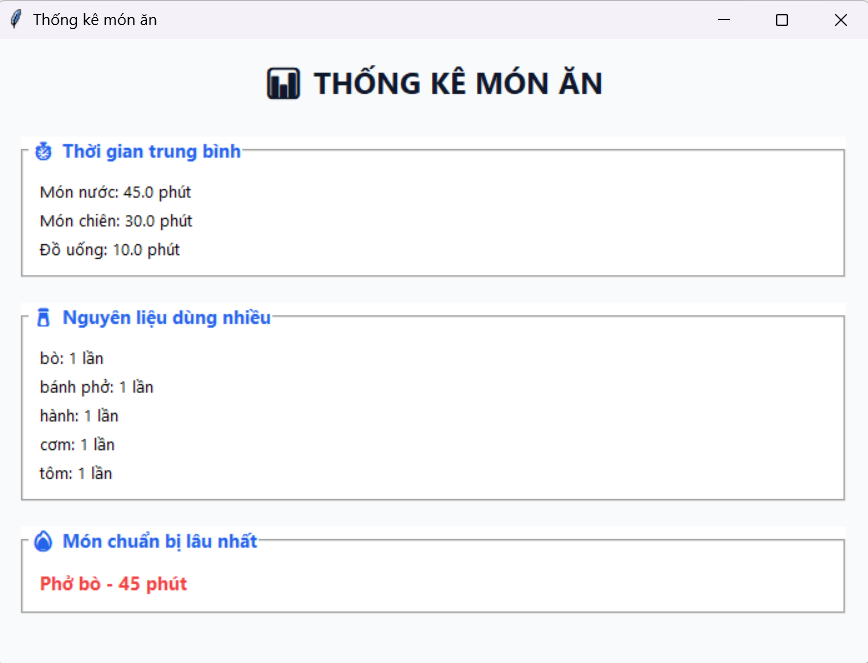 Thống kê món ăn
THỐNG KÊ MÓN ĂN
Thời gian trung bình
Món nước: 45.0 phút
Món chiên: 30.0 phút
Đồ uống: 10.0 phút
Nguyên liệu dùng nhiều
bò: 1 lần
bánh phở: 1 lần
hành: 1 lần
cơm: 1 lần
tôm: 1 lần
Món chuẩn bị lâu nhất
Phở bò - 45 phút